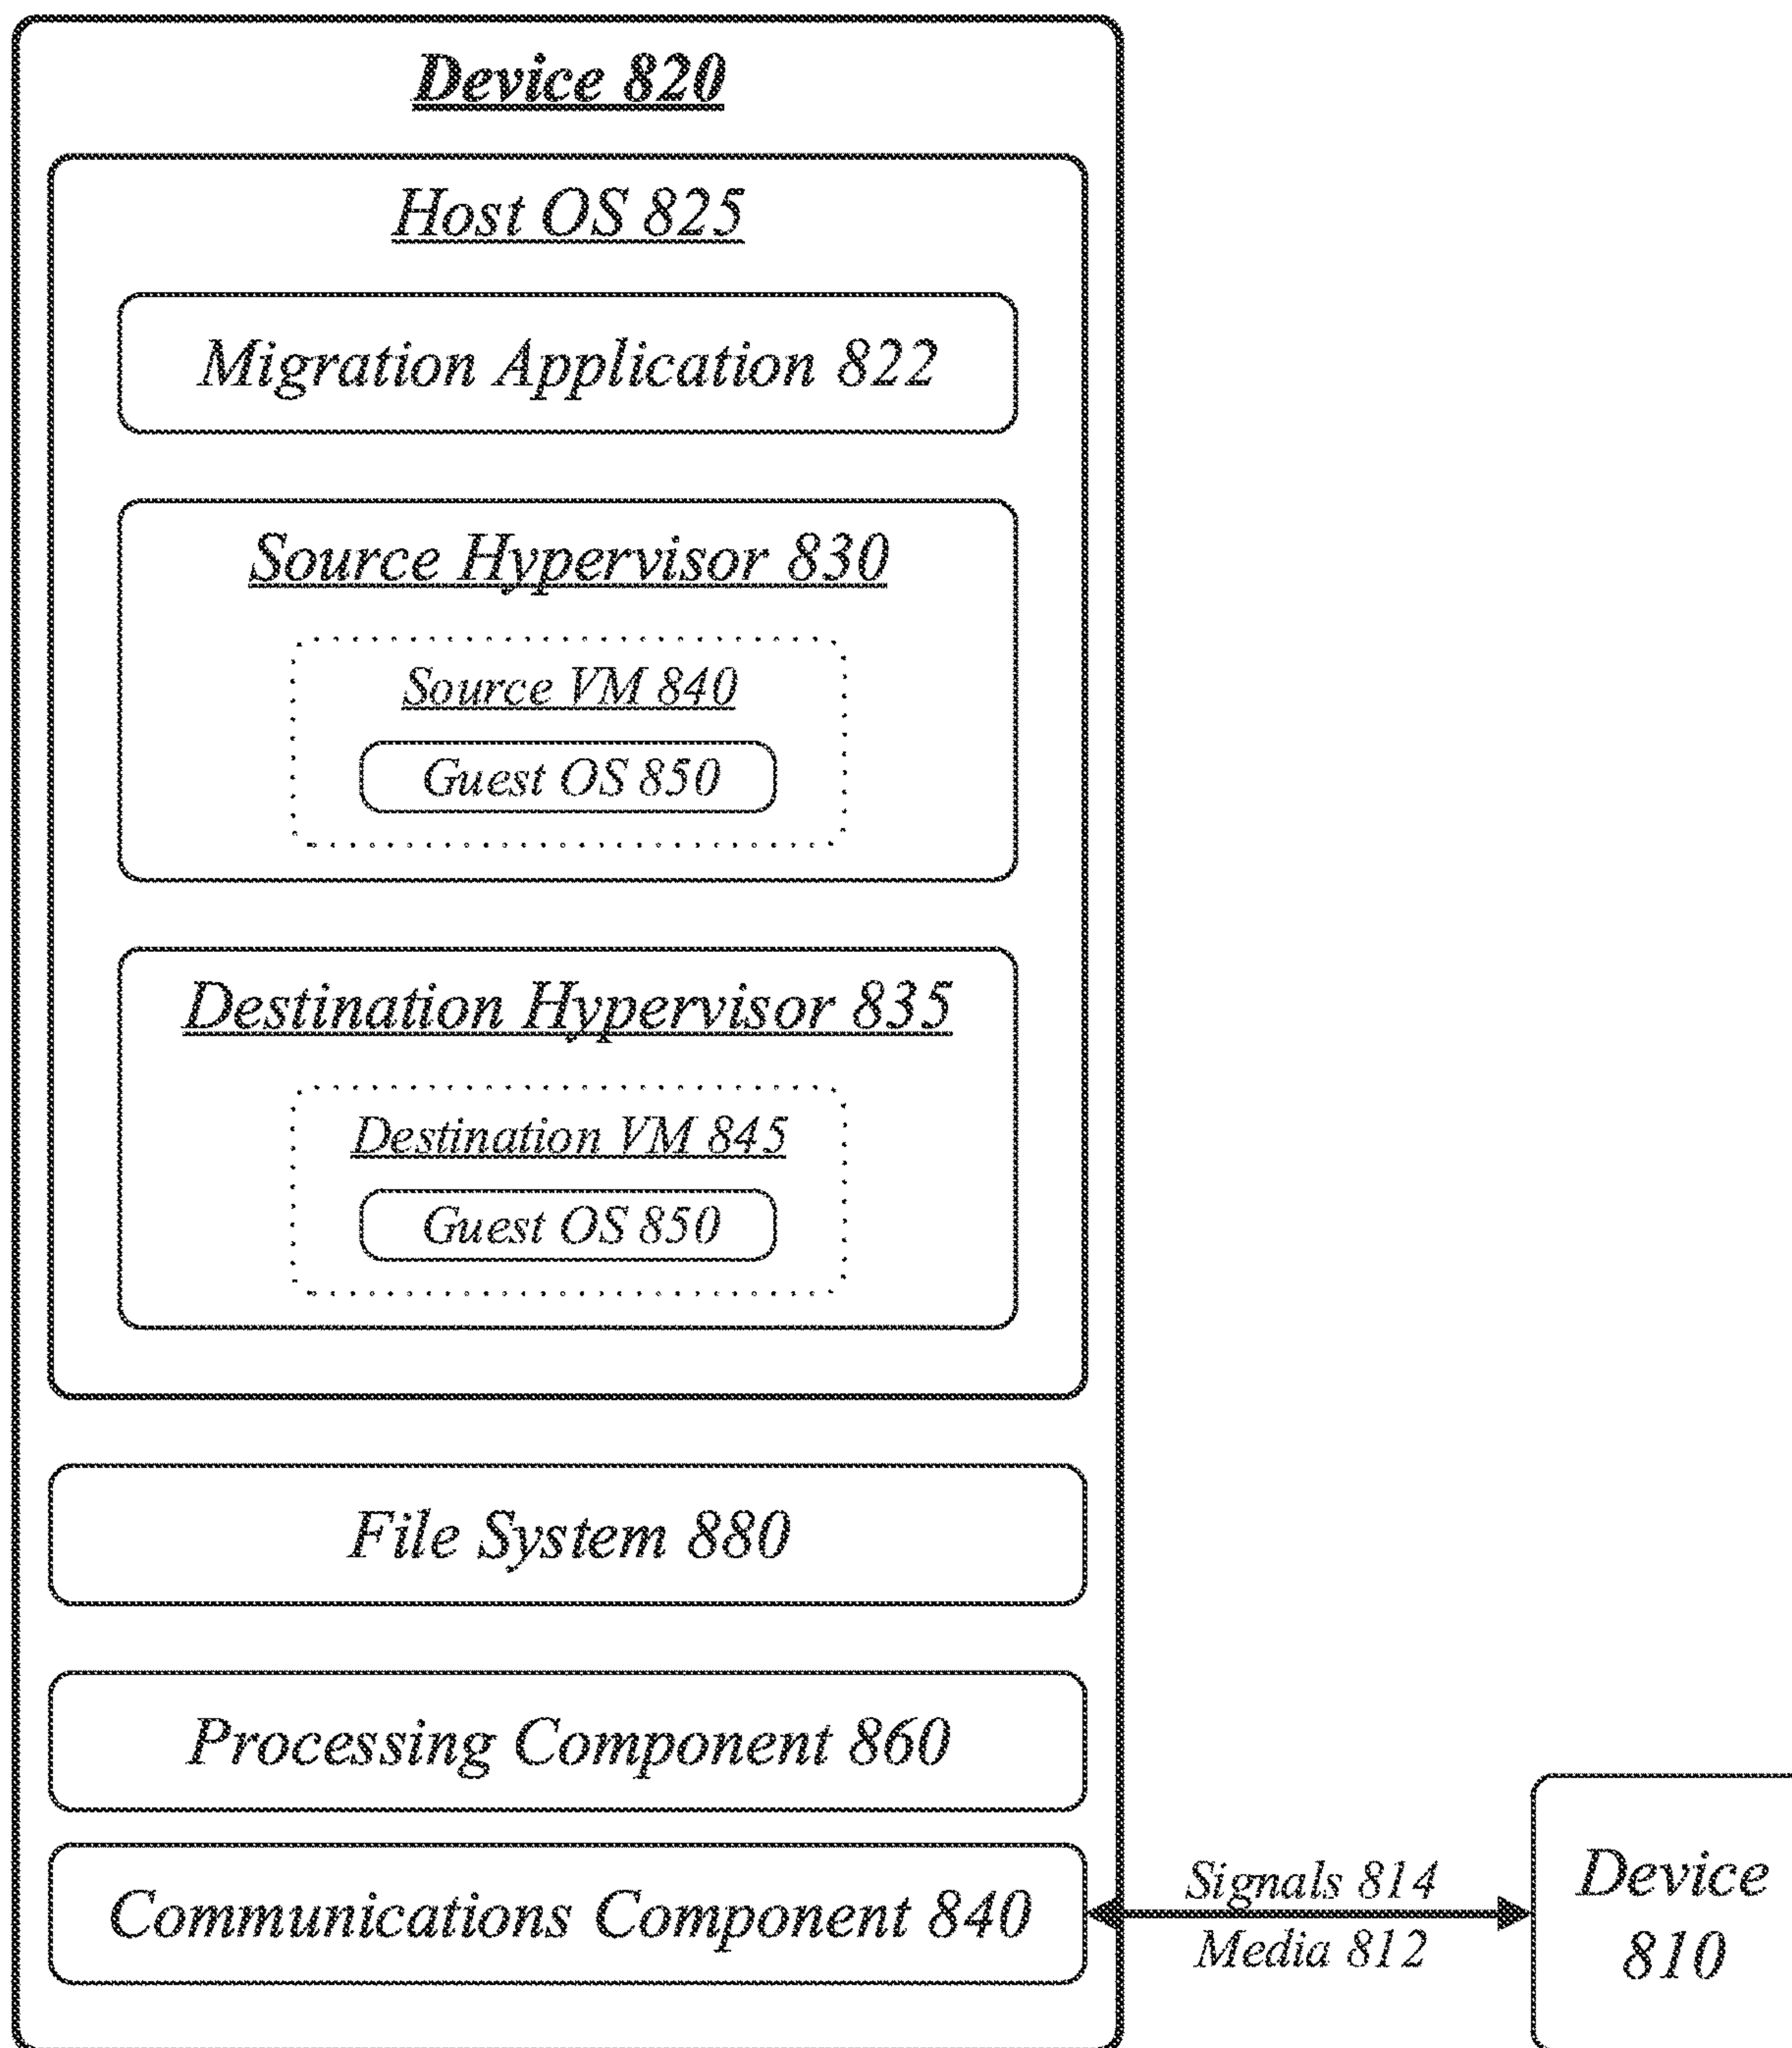 Device 820
Host OS 825
Migration Application 822
Source Hypervisor 830
Source VM 840
Guest OS 850
Destination Hypervisor 835
Destination VM 845
Guest OS 850
File System 880
Processing Component 860
Communications Component 840
Signals 814
Media 812
Device
810